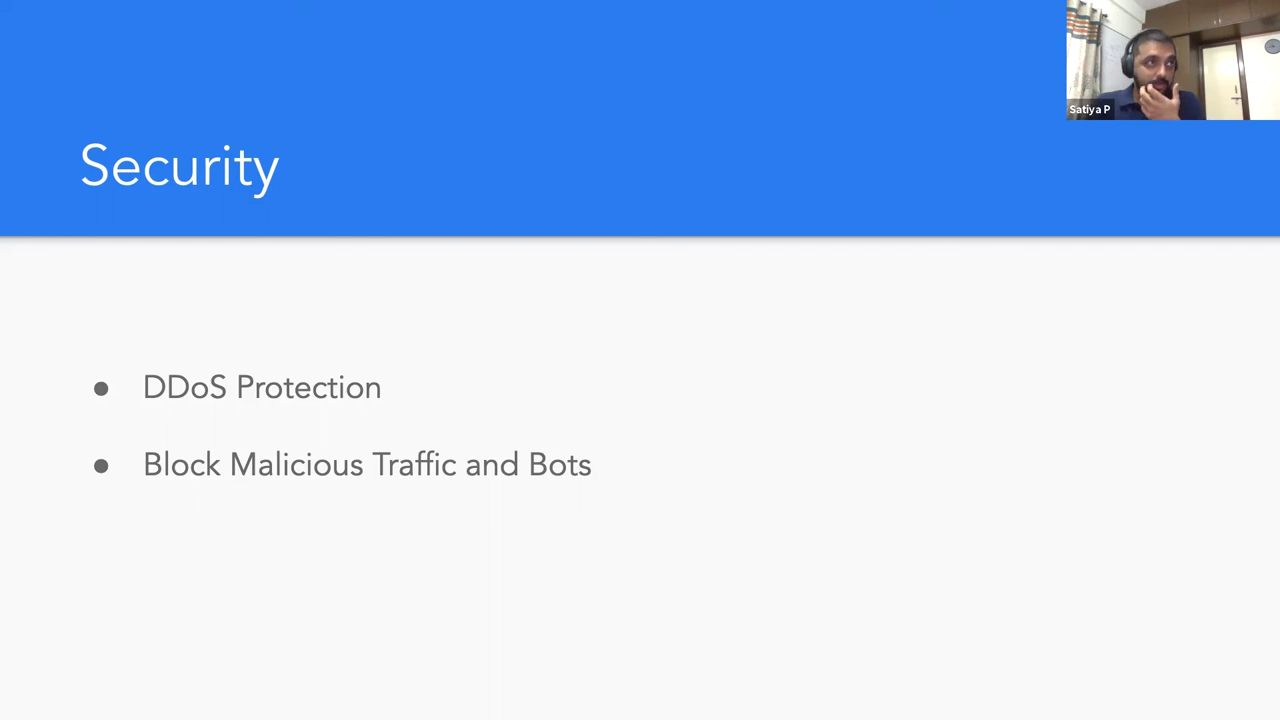 Satiya P
Security
● DDoS Protection
● Block Malicious Traffic and Bots